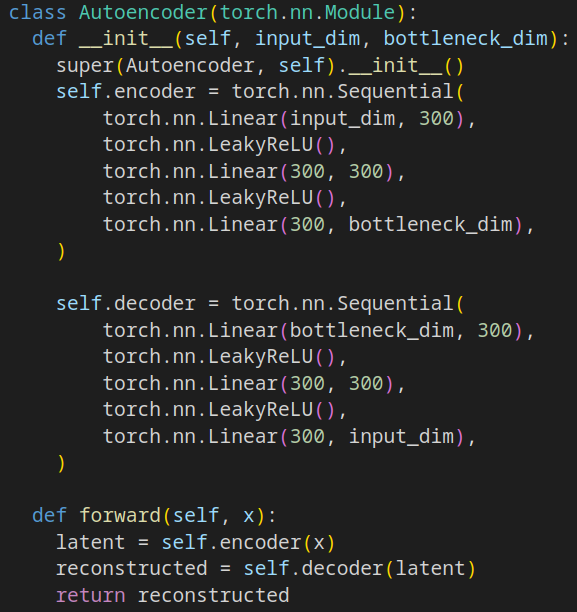 class Autoencoder(torch.nn.Module):
  def __init__(self, input_dim, bottleneck_dim):
    super(Autoencoder, self).__init__()
    self.encoder = torch.nn.Sequential(
        torch.nn.Linear(input_dim, 300),
        torch.nn.LeakyReLU(),
        torch.nn.Linear(300, 300),
        torch.nn.LeakyReLU(),
        torch.nn.Linear(300, bottleneck_dim),
    )

    self.decoder = torch.nn.Sequential(
        torch.nn.Linear(bottleneck_dim, 300),
        torch.nn.LeakyReLU(),
        torch.nn.Linear(300, 300),
        torch.nn.LeakyReLU(),
        torch.nn.Linear(300, input_dim),
    )

  def forward(self, x):
    latent = self.encoder(x)
    reconstructed = self.decoder(latent)
    return reconstructed